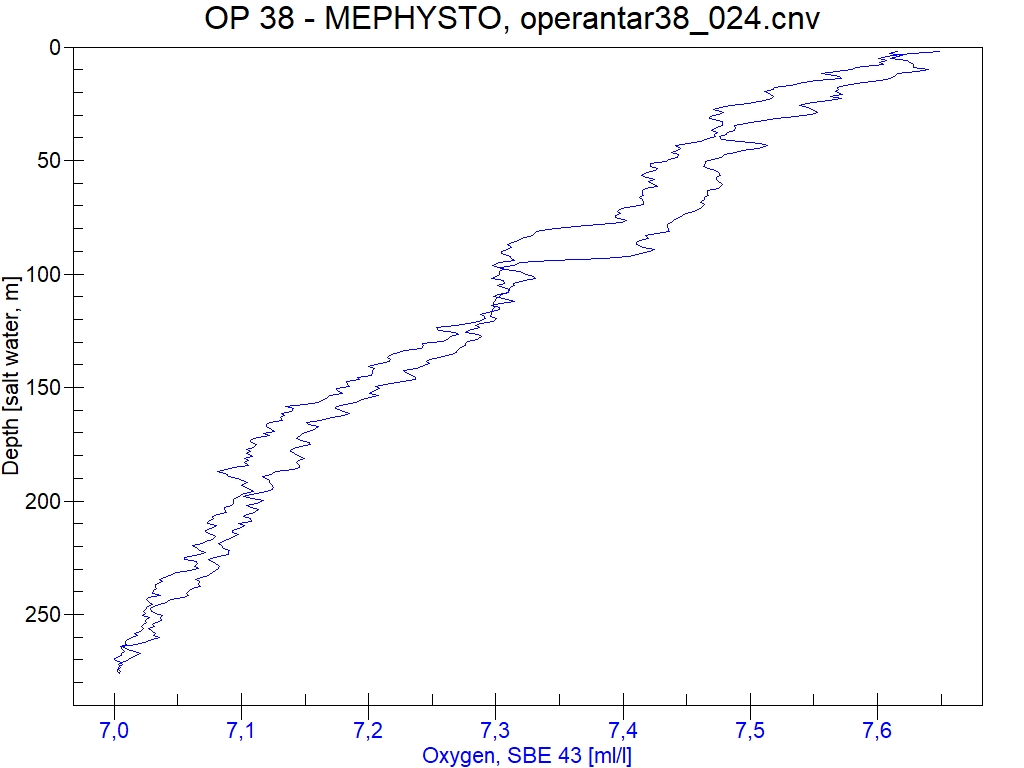 OP 38 - MEPHYSTO, operantar38_024.cnv
0
50
100
150
200
250
Depth [salt water, m]
7,0 7,1 7,2 7,3 7,4 7,5 7,6
Oxygen, SBE 43 [ml/l]